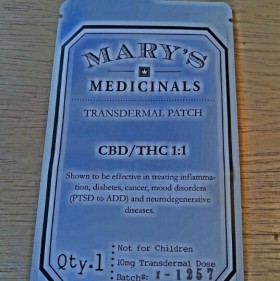 MARY'S
MEDICINALS
TRANSDERMAL PATCH
CBD/THC 1:1
Shown to be effective in treating inflamma-
tion, diabetes, cancer, mood disorders
(PTSD to ADD) and neurodegenerative
diseases.
Qty.1
Not for Children
10mg Transdermal Dose
Batch#: r-1257